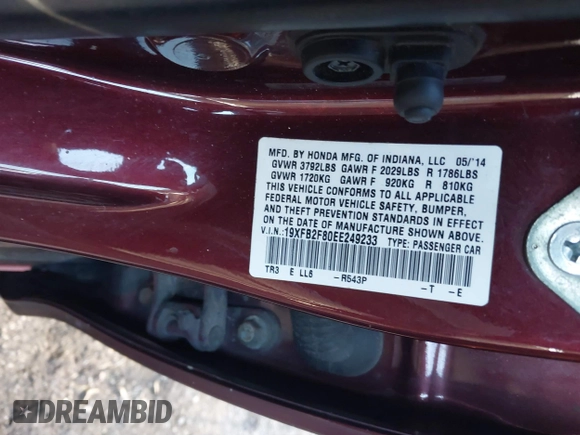 MFD. BY HONDA MFG. OF INDIANA, LLC 05/'14
GVWR 3792LBS GAWR F 2029LBS R 1786LBS
GVWR 1720KG GAWR F 920KG R 810KG
THIS VEHICLE CONFORMS TO ALL APPLICABLE
FEDERAL MOTOR VEHICLE SAFETY, BUMPER,
AND THEFT PREVENTION STANDARDS IN EFFECT
ON THE DATE OF MANUFACTURE SHOWN ABOVE.
V.I.N.: 19XFB2F80EE249233 TYPE: PASSENGER CAR
TR3 E LL6 -R543P -T -E
DREAMBID